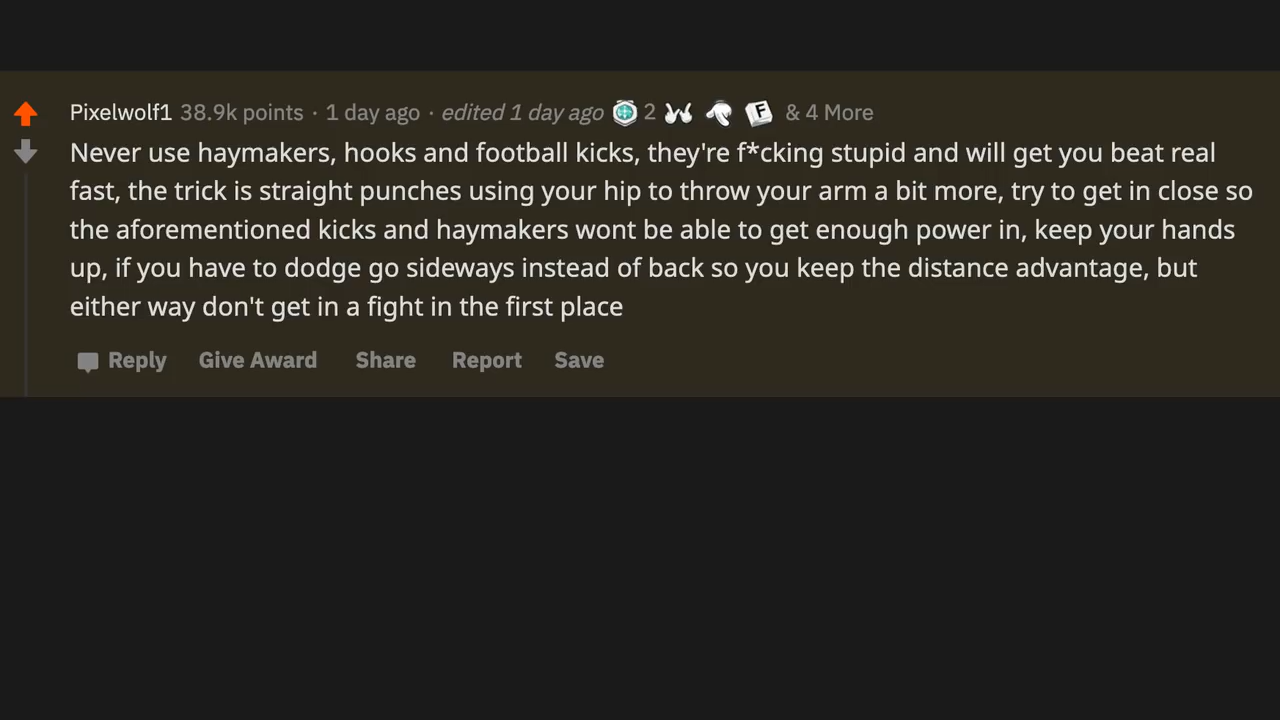 Pixelwolf1 38.9k points · 1 day ago · edited 1 day ago 2 F & 4 More
Never use haymakers, hooks and football kicks, they're f*cking stupid and will get you beat real
fast, the trick is straight punches using your hip to throw your arm a bit more, try to get in close so
the aforementioned kicks and haymakers wont be able to get enough power in, keep your hands
up, if you have to dodge go sideways instead of back so you keep the distance advantage, but
either way don't get in a fight in the first place
Reply Give Award Share Report Save